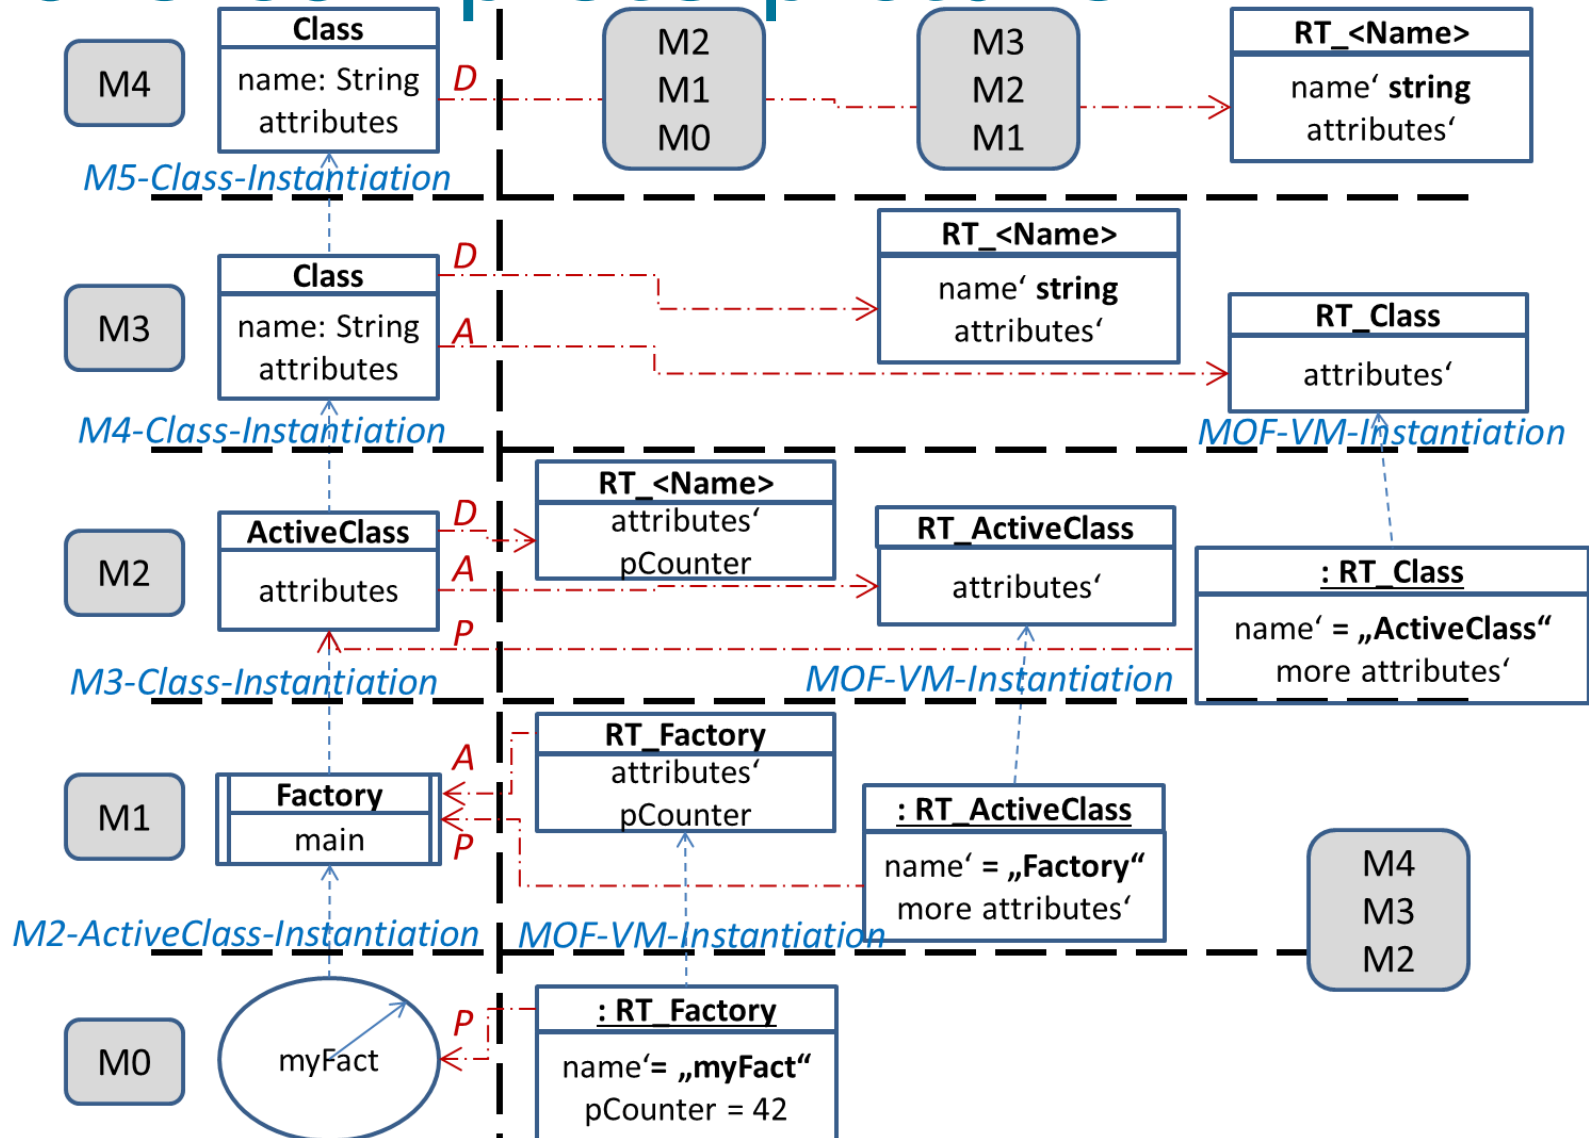 Class
M4
name: String
attributes
D
M2
M1
M0
M3
M2
M1
RT_<Name>
name‘ string
attributes‘
M5-Class-Instantiation
M3
Class
name: String
attributes
D
A
RT_<Name>
name‘ string
attributes‘
RT_Class
attributes‘
M4-Class-Instantiation
MOF-VM-Instantiation
M2
ActiveClass
attributes
D
A
P
RT_<Name>
attributes‘
pCounter
RT_ActiveClass
attributes‘
: RT_Class
name‘ = „ActiveClass“
more attributes‘
M3-Class-Instantiation
MOF-VM-Instantiation
M1
Factory
main
A
P
RT_Factory
attributes‘
pCounter
: RT_ActiveClass
name‘ = „Factory“
more attributes‘
M4
M3
M2
M2-ActiveClass-Instantiation
MOF-VM-Instantiation
M0
myFact
P
: RT_Factory
name‘= „myFact“
pCounter = 42